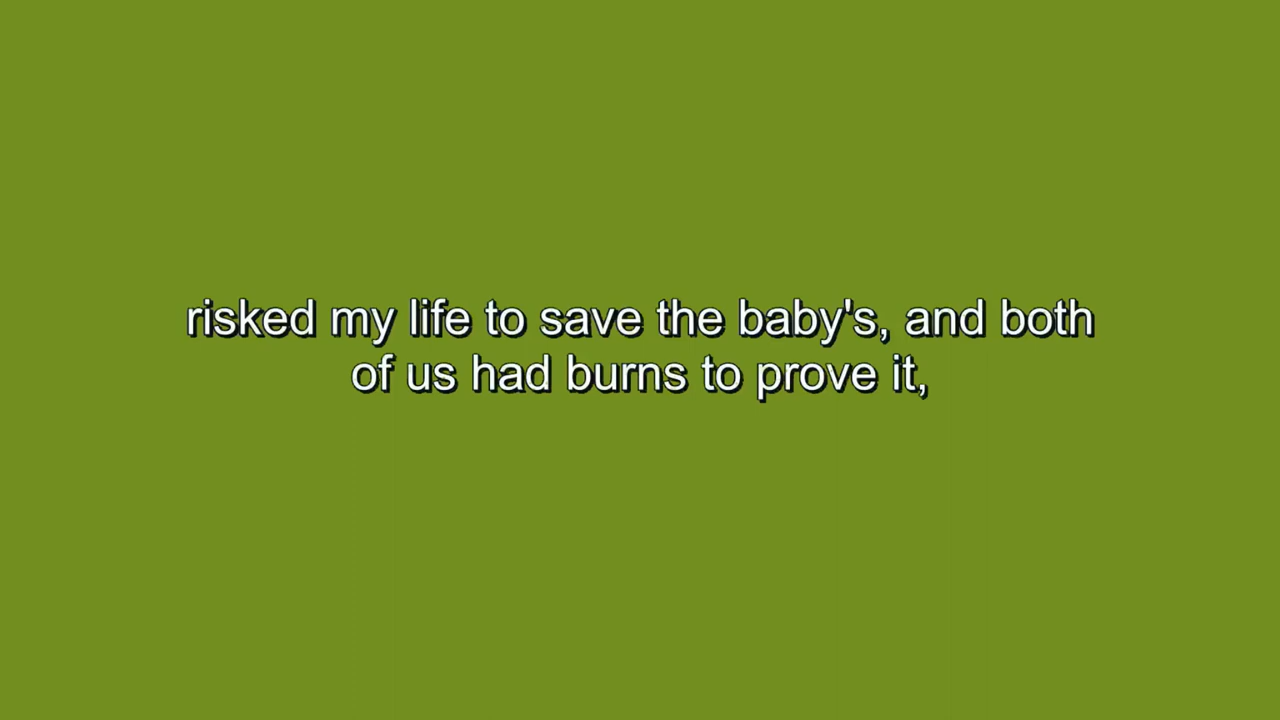 risked my life to save the baby's, and both
of us had burns to prove it,